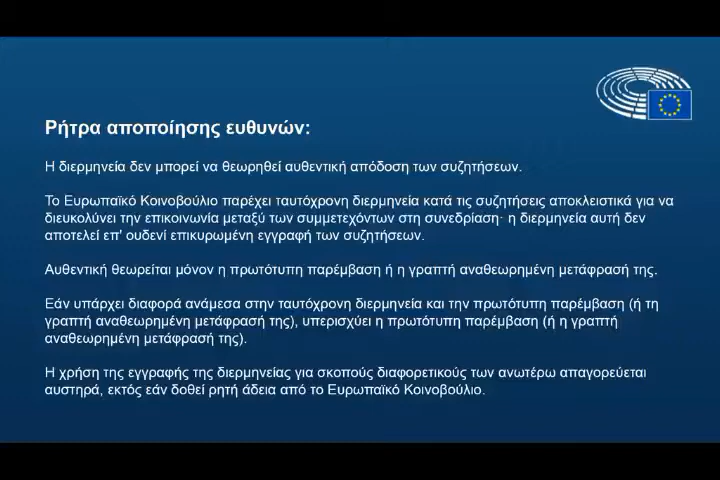 Ρήτρα αποποίησης ευθυνών:
Η διερμηνεία δεν μπορεί να θεωρηθεί αυθεντική απόδοση των συζητήσεων.
Το Ευρωπαϊκό Κοινοβούλιο παρέχει ταυτόχρονη διερμηνεία κατά τις συζητήσεις αποκλειστικά για να
διευκολύνει την επικοινωνία μεταξύ των συμμετεχόντων στη συνεδρίαση· η διερμηνεία αυτή δεν
αποτελεί επ' ουδενί επικυρωμένη εγγραφή των συζητήσεων.
Αυθεντική θεωρείται μόνον η πρωτότυπη παρέμβαση ή η γραπτή αναθεωρημένη μετάφρασή της.
Εάν υπάρχει διαφορά ανάμεσα στην ταυτόχρονη διερμηνεία και την πρωτότυπη παρέμβαση (ή τη
γραπτή αναθεωρημένη μετάφρασή της), υπερισχύει η πρωτότυπη παρέμβαση (ή η γραπτή
αναθεωρημένη μετάφρασή της).
Η χρήση της εγγραφής της διερμηνείας για σκοπούς διαφορετικούς των ανωτέρω απαγορεύεται
αυστηρά, εκτός εάν δοθεί ρητή άδεια από το Ευρωπαϊκό Κοινοβούλιο.